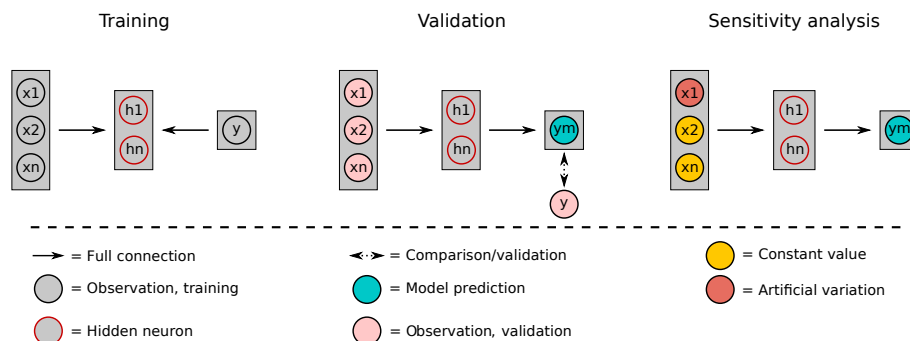 Training
Validation
Sensitivity analysis
x1
x2
xn
h1
hn
y
x1
x2
xn
h1
hn
ym
y
x1
x2
xn
h1
hn
ym
= Full connection
= Observation, training
= Hidden neuron
= Comparison/validation
= Model prediction
= Observation, validation
= Constant value
= Artificial variation